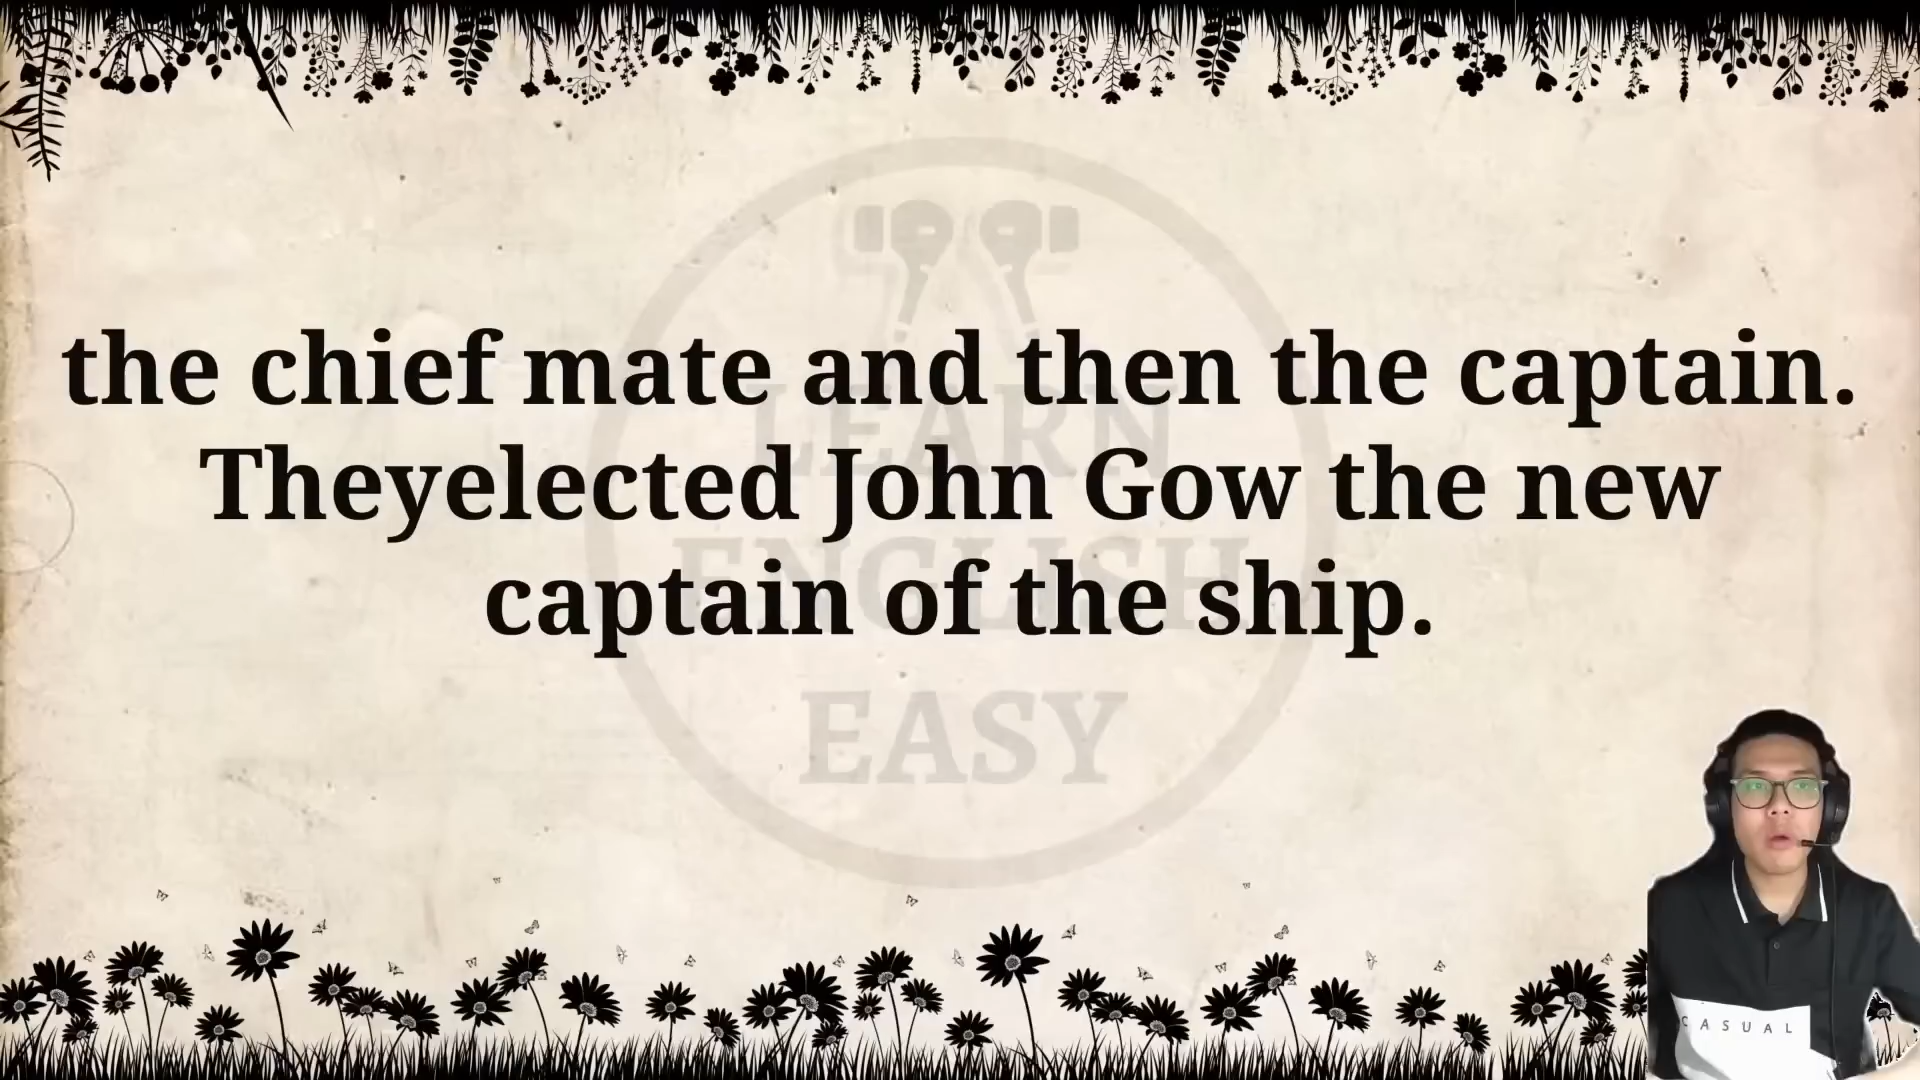 the chief mate and then the captain.
Theyelected John Gow the new
captain of the ship.
LEARN
ENGLISH
EASY
CASUAL